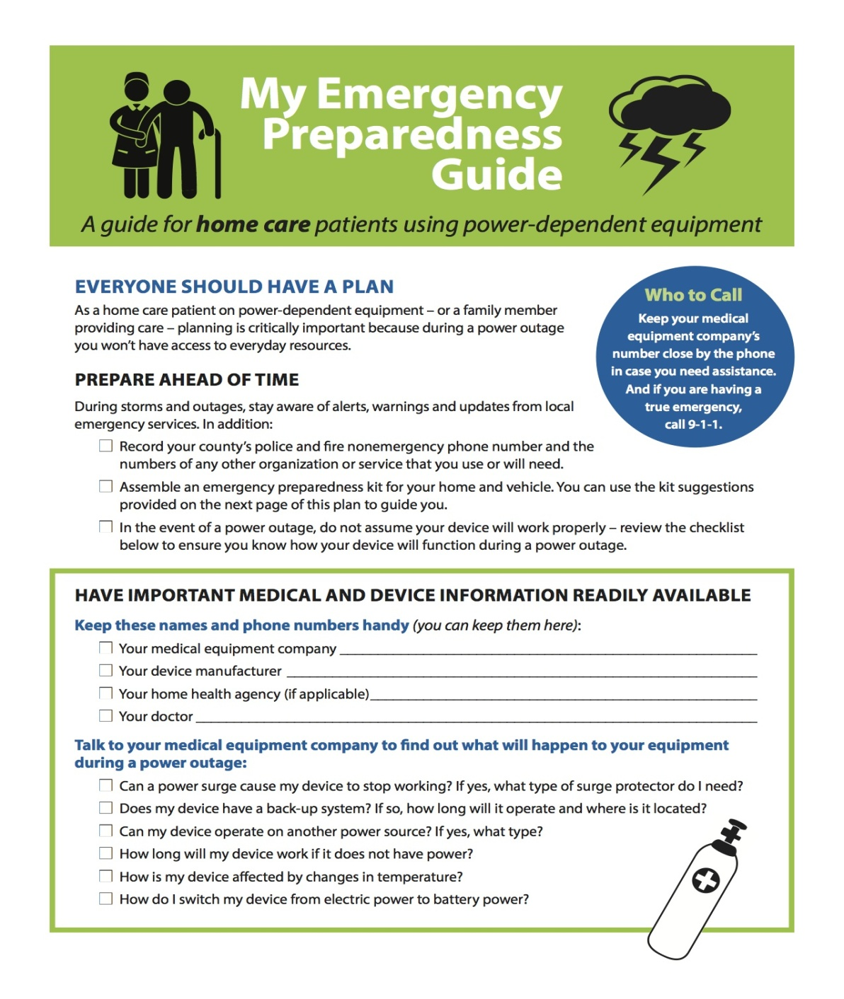 My Emergency
Preparedness
Guide
A guide for home care patients using power-dependent equipment
EVERYONE SHOULD HAVE A PLAN
As a home care patient on power-dependent equipment – or a family member
providing care – planning is critically important because during a power outage
you won’t have access to everyday resources.
Who to Call
Keep your medical
equipment company’s
number close by the phone
in case you need assistance.
And if you are having a
true emergency,
call 9-1-1.
PREPARE AHEAD OF TIME
During storms and outages, stay aware of alerts, warnings and updates from local
emergency services. In addition:
Record your county’s police and fire nonemergency phone number and the
numbers of any other organization or service that you use or will need.
Assemble an emergency preparedness kit for your home and vehicle. You can use the kit suggestions
provided on the next page of this plan to guide you.
In the event of a power outage, do not assume your device will work properly – review the checklist
below to ensure you know how your device will function during a power outage.
HAVE IMPORTANT MEDICAL AND DEVICE INFORMATION READILY AVAILABLE
Keep these names and phone numbers handy (you can keep them here):
Your medical equipment company
Your device manufacturer
Your home health agency (if applicable)
Your doctor
Talk to your medical equipment company to find out what will happen to your equipment
during a power outage:
Can a power surge cause my device to stop working? If yes, what type of surge protector do I need?
Does my device have a back-up system? If so, how long will it operate and where is it located?
Can my device operate on another power source? If yes, what type?
How long will my device work if it does not have power?
How is my device affected by changes in temperature?
How do I switch my device from electric power to battery power?